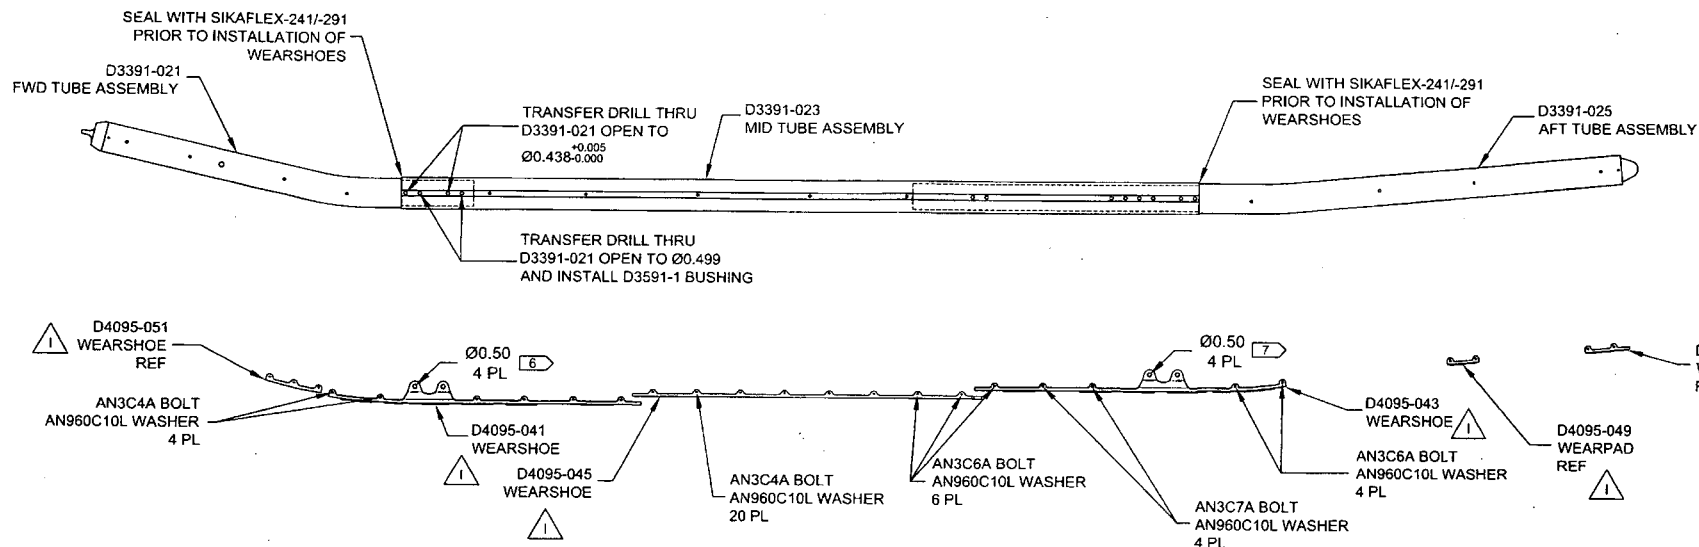 SEAL WITH SIKAFLEX-241/-291
PRIOR TO INSTALLATION OF
WEARSHOES
D3391-021
FWD TUBE ASSEMBLY
TRANSFER DRILL THRU
D3391-021 OPEN TO
Ø0.438+0.005-0.000
D3391-023
MID TUBE ASSEMBLY
SEAL WITH SIKAFLEX-241/-291
PRIOR TO INSTALLATION OF
WEARSHOES
D3391-025
AFT TUBE ASSEMBLY
TRANSFER DRILL THRU
D3391-021 OPEN TO Ø0.499
AND INSTALL D3591-1 BUSHING
1
D4095-051
WEARSHOE
REF
Ø0.50
4 PL
6
Ø0.50
4 PL
7
AN3C4A BOLT
AN960C10L WASHER
4 PL
D4095-041
WEARSHOE
1
D4095-045
WEARSHOE
1
AN3C4A BOLT
AN960C10L WASHER
20 PL
AN3C6A BOLT
AN960C10L WASHER
6 PL
AN3C7A BOLT
AN960C10L WASHER
4 PL
D4095-043
WEARSHOE
1
AN3C6A BOLT
AN960C10L WASHER
4 PL
D4095-049
WEARPAD
REF
1